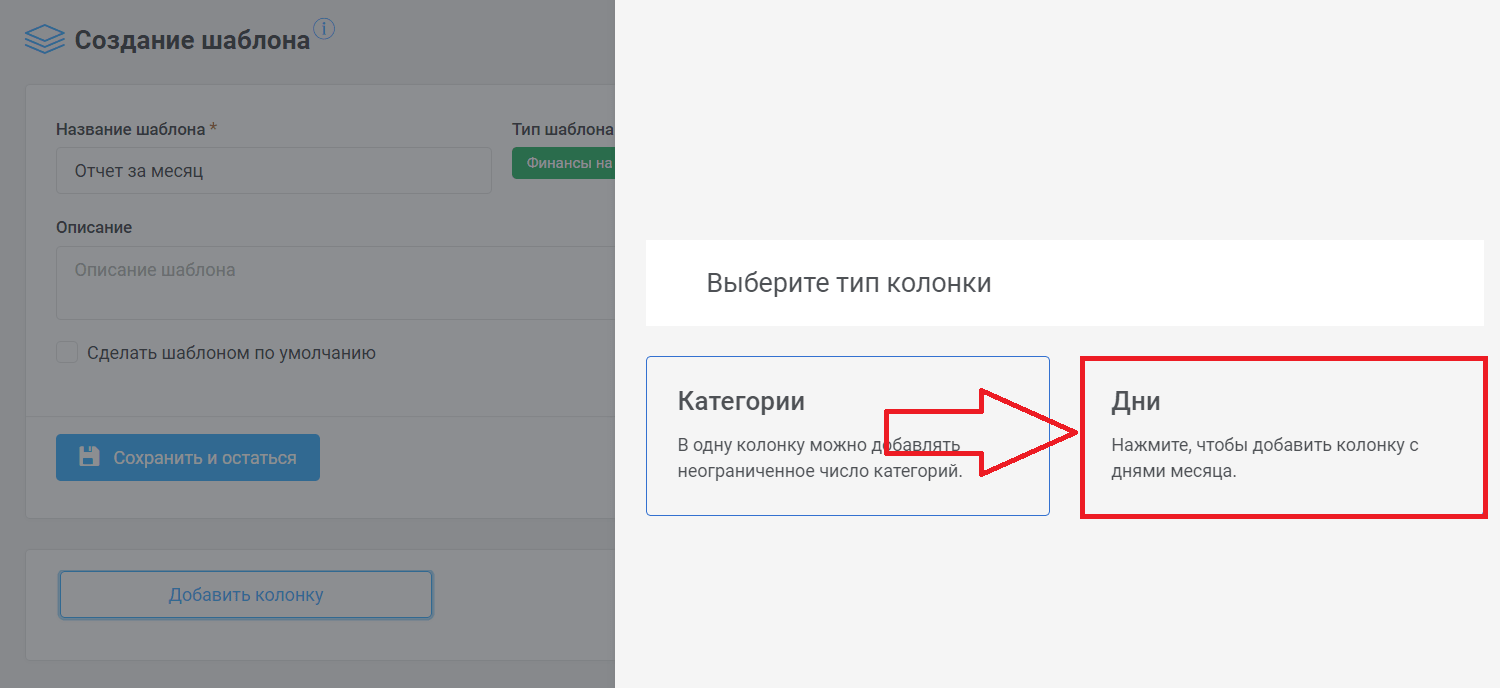 Создание шаблона
Название шаблона *
Тип шаблона
Отчет за месяц
Финансы на
Описание
Описание шаблона
Сделать шаблоном по умолчанию
Сохранить и остаться
Добавить колонку
Выберите тип колонки
Категории
В одну колонку можно добавлять
неограниченное число категорий.
Дни
Нажмите, чтобы добавить колонку с
днями месяца.